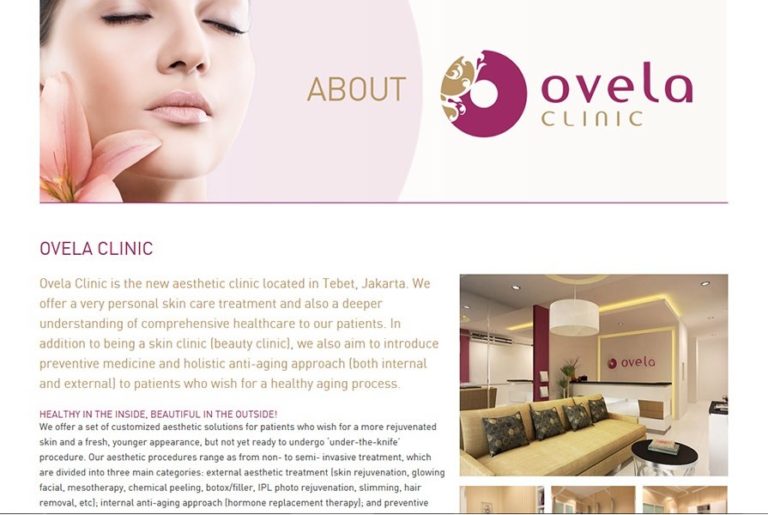 ABOUT
ovela
CLINIC
OVELA CLINIC
Ovela Clinic is the new aesthetic clinic located in Tebet, Jakarta. We
offer a very personal skin care treatment and also a deeper
understanding of comprehensive healthcare to our patients. In
addition to being a skin clinic (beauty clinic), we also aim to introduce
preventive medicine and holistic anti-aging approach (both internal
and external) to patients who wish for a healthy aging process.
ovela
HEALTHY IN THE INSIDE, BEAUTIFUL IN THE OUTSIDE!
We offer a set of customized aesthetic solutions for patients who wish for a more rejuvenated
skin and a fresh, younger appearance, but not yet ready to undergo 'under-the-knife'
procedure. Our aesthetic procedures range as from non- to semi- invasive treatment, which
are divided into three main categories: external aesthetic treatment (skin rejuvenation, glowing
facial, mesotherapy, chemical peeling, botox/filler, IPL photo rejuvenation, slimming, hair
removal, etc); internal anti-aging approach (hormone replacement therapy); and preventive